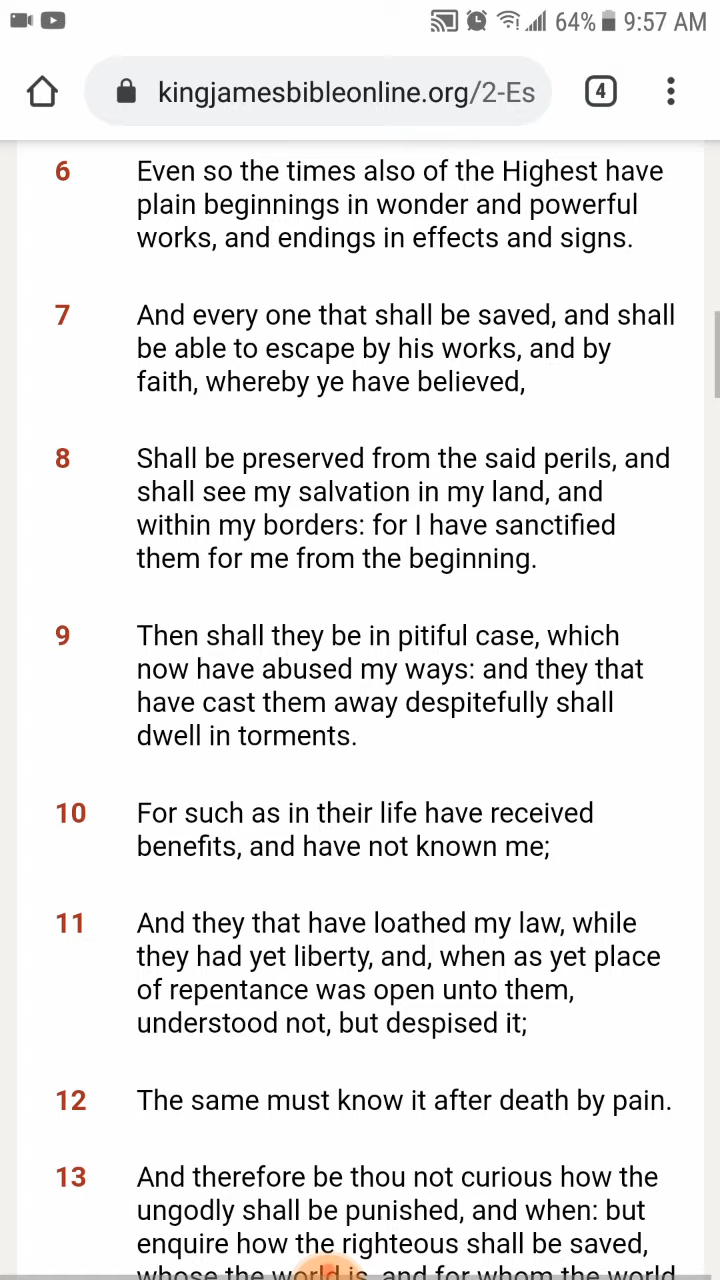 64% 9:57 AM
kingjamesbibleonline.org/2-Es
4
6 Even so the times also of the Highest have
plain beginnings in wonder and powerful
works, and endings in effects and signs.
7 And every one that shall be saved, and shall
be able to escape by his works, and by
faith, whereby ye have believed,
8 Shall be preserved from the said perils, and
shall see my salvation in my land, and
within my borders: for I have sanctified
them for me from the beginning.
9 Then shall they be in pitiful case, which
now have abused my ways: and they that
have cast them away despitefully shall
dwell in torments.
10 For such as in their life have received
benefits, and have not known me;
11 And they that have loathed my law, while
they had yet liberty, and, when as yet place
of repentance was open unto them,
understood not, but despised it;
12 The same must know it after death by pain.
13 And therefore be thou not curious how the
ungodly shall be punished, and when: but
enquire how the righteous shall be saved,
whose the world is, and for whom the world